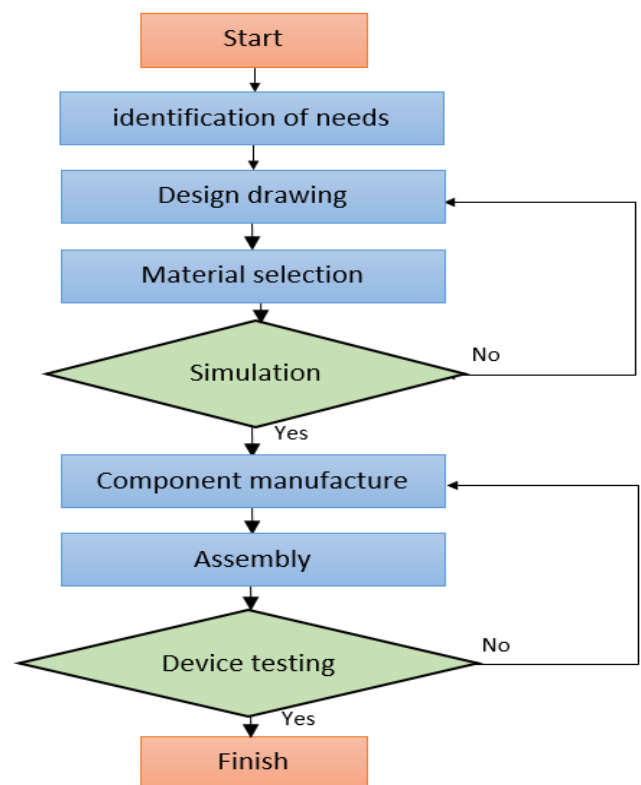 Start
identification of needs
Design drawing
Material selection
No
Simulation
Yes
Component manufacture
Assembly
No
Device testing
Yes
Finish